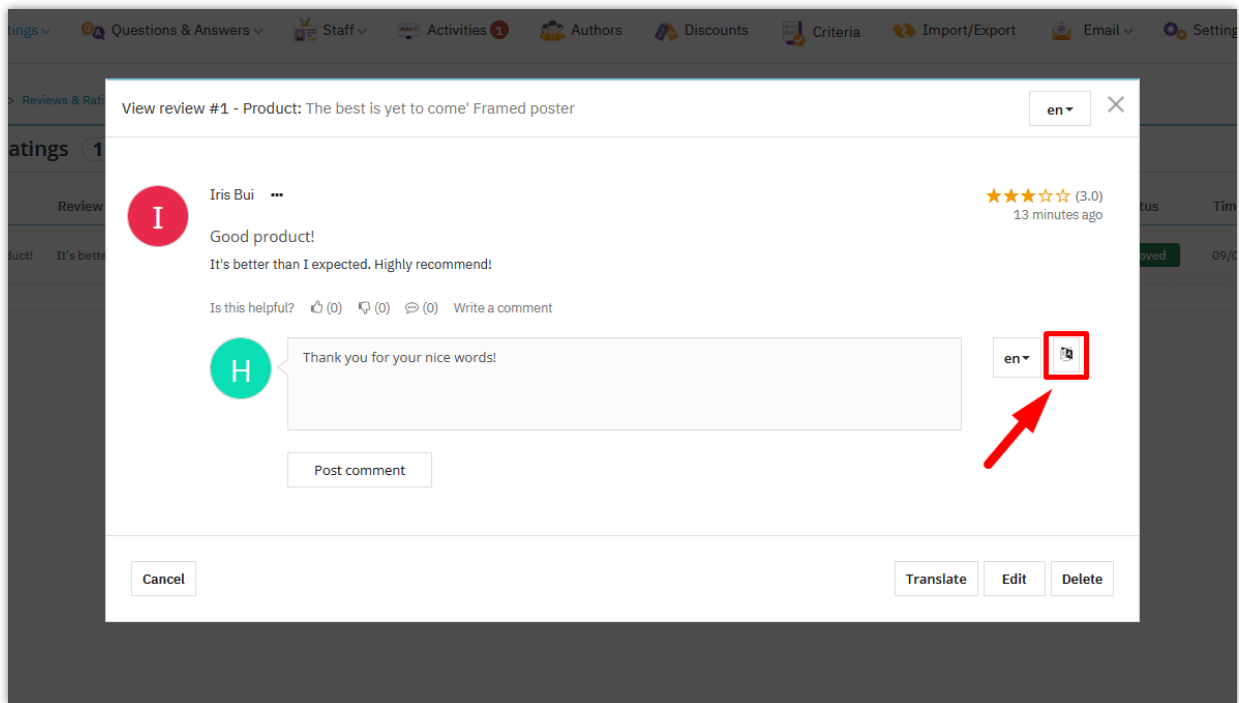 tings Questions & Answers Staff Activities 1 Authors Discounts Criteria Import/Export Email Setting
> Reviews & Rati
View review #1 - Product: The best is yet to come' Framed poster en
atings 1
Review tus Tim
I Iris Bui ••• (3.0)
13 minutes ago
Good product!
duct! It's bette oved 09/0
It's better than I expected. Highly recommend!
Is this helpful? (0) (0) (0) Write a comment
H Thank you for your nice words! en
Post comment
Cancel Translate Edit Delete